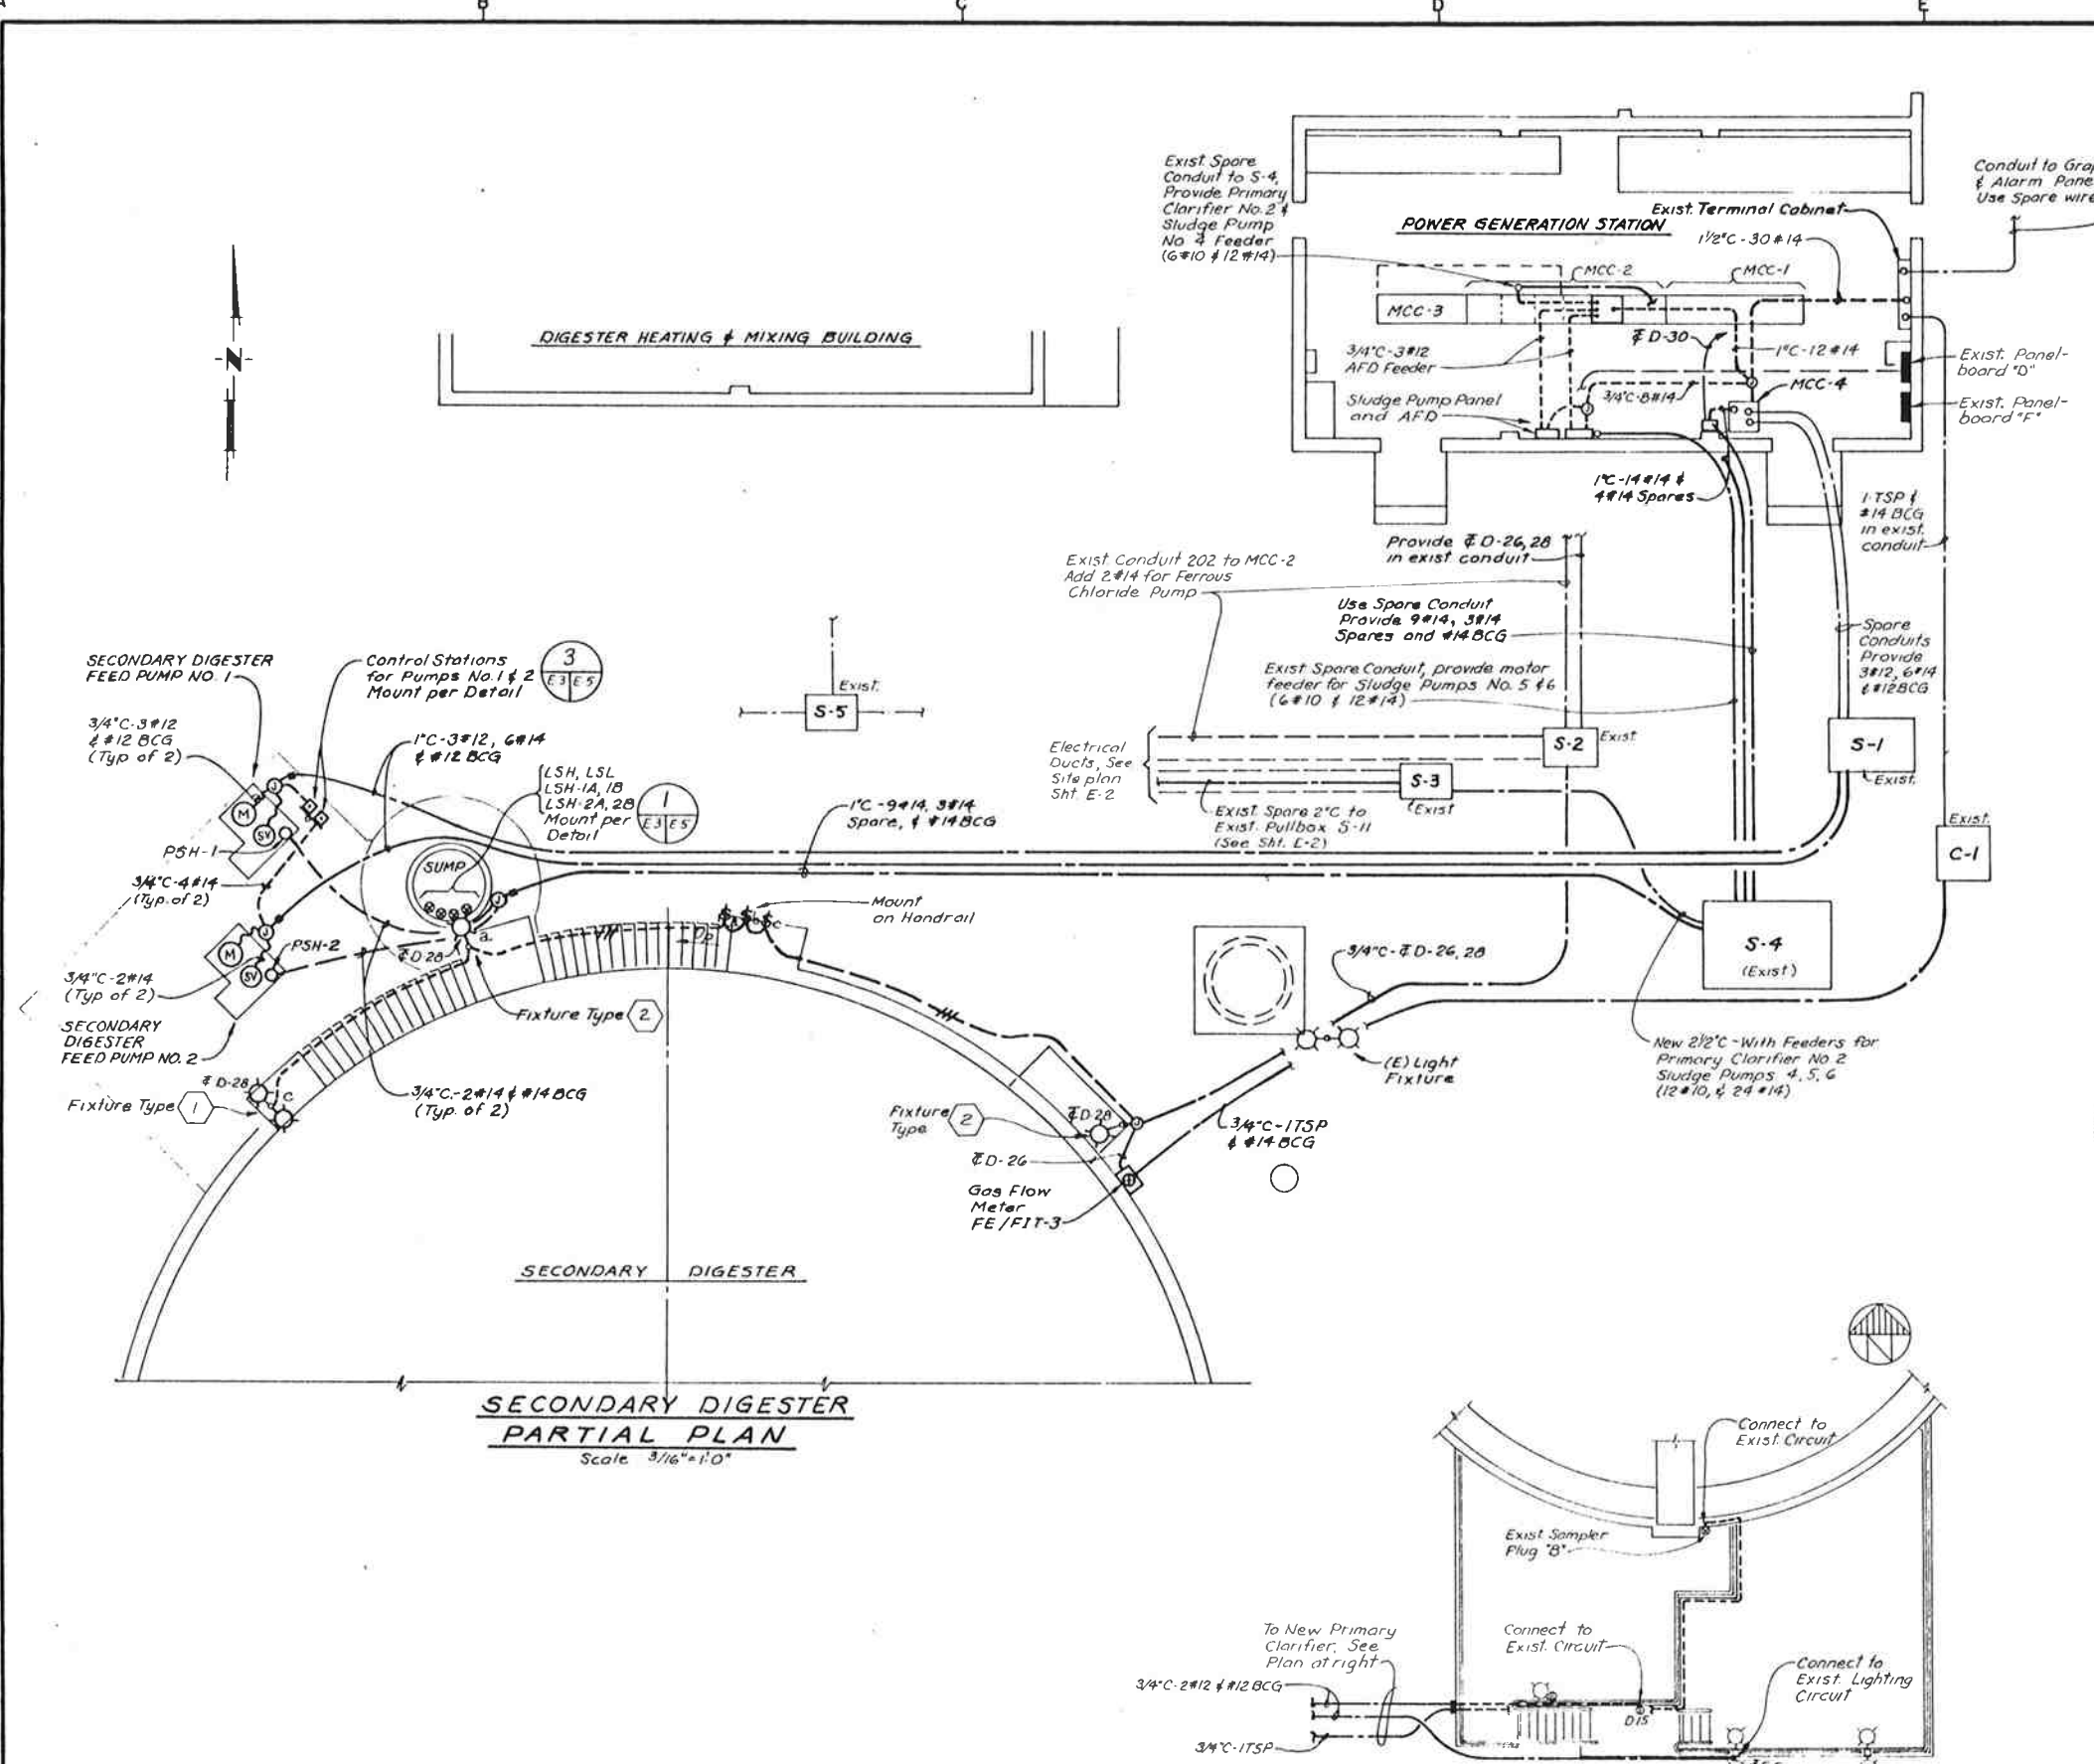 B
C
D
E
Exist Spare
Conduit to S-4,
Provide Primary
Clarifier No. 2 &
Sludge Pump
No 4 Feeder
(6#10 & 12#14)
POWER GENERATION STATION
Exist. Terminal Cabinet
1½"C-30#14
Conduit to
& Alarm
Use Spare
MCC-2
MCC-1
MCC-3
₵ D-30
1"C-12#14
3/4"C-3#12
AFD Feeder
3/4"C-8#14
MCC-4
Exist. Panel-
board "D"
Exist. Panel-
board "F"
Sludge Pump Panel
and AFD
J
J
1"C-14#14 &
4#14 Spares
1-TSP &
#14 BCG
in exist.
conduit
N
DIGESTER HEATING & MIXING BUILDING
Provide ₵ D-26, 28
in exist conduit
Exist. Conduit 202 to MCC-2
Add 2#14 for Ferrous
Chloride Pump
Use Spare Conduit
Provide 9#14, 3#14
Spares and #14 BCG
Exist Spare Conduit, provide motor
feeder for Sludge Pumps No. 5 & 6
(6#10 & 12#14)
Spare
Conduits
Provide
3#12, 6#14
& #12BCG
SECONDARY DIGESTER
FEED PUMP NO. 1
Control Stations
for Pumps No. 1 & 2
Mount per Detail
3
E3 E5
Exist.
S-5
3/4"C-3#12
& #12 BCG
(Typ of 2)
1"C-3#12, 6#14
& #12 BCG
LSH, LSL
LSH-1A, 1B
LSH-2A, 2B
Mount per
Detail
1
E3 E5
1"C-9#14, 3#14
Spare, & #14BCG
Electrical
Ducts, See
Site plan
Sht. E-2
S-2
Exist
S-3
Exist
S-1
Exist.
Exist. Spare 2"C to
Exist. Pullbox S-11
(See Sht. E-2)
Exist.
C-1
J
M
SV
PSH-1
SUMP
3/4"C-4#14
(Typ. of 2)
J
a
Mount
on Handrail
J
M
SV
PSH-2
₵ D-28
Dn
S-4
(Exist)
3/4"C-2#14
(Typ of 2)
3/4"C-₵ D-26, 28
SECONDARY
DIGESTER
FEED PUMP NO. 2
Fixture Type 2
(E) Light
Fixture
New 2½"C-With Feeders for
Primary Clarifier No. 2
Sludge Pumps 4, 5, 6
(12#10, & 24#14)
₵ D-28
c
Fixture Type 1
3/4"C-2#14 & #14BCG
(Typ. of 2)
Fixture
Type 2
₵ D-28
J
3/4"C-1TSP
& #14BCG
₵ D-26
Gas Flow
Meter
FE/FIT-3
SECONDARY DIGESTER
SECONDARY DIGESTER
PARTIAL PLAN
Scale 3/16"=1'-0"
N
Connect to
Exist. Circuit
Exist Sampler
Plug "B"
To New Primary
Clarifier, See
Plan at right
Connect to
Exist. Circuit
Connect to
Exist. Lighting
Circuit
3/4"C-2#12 & #12BCG
D15
3/4"C-1TSP